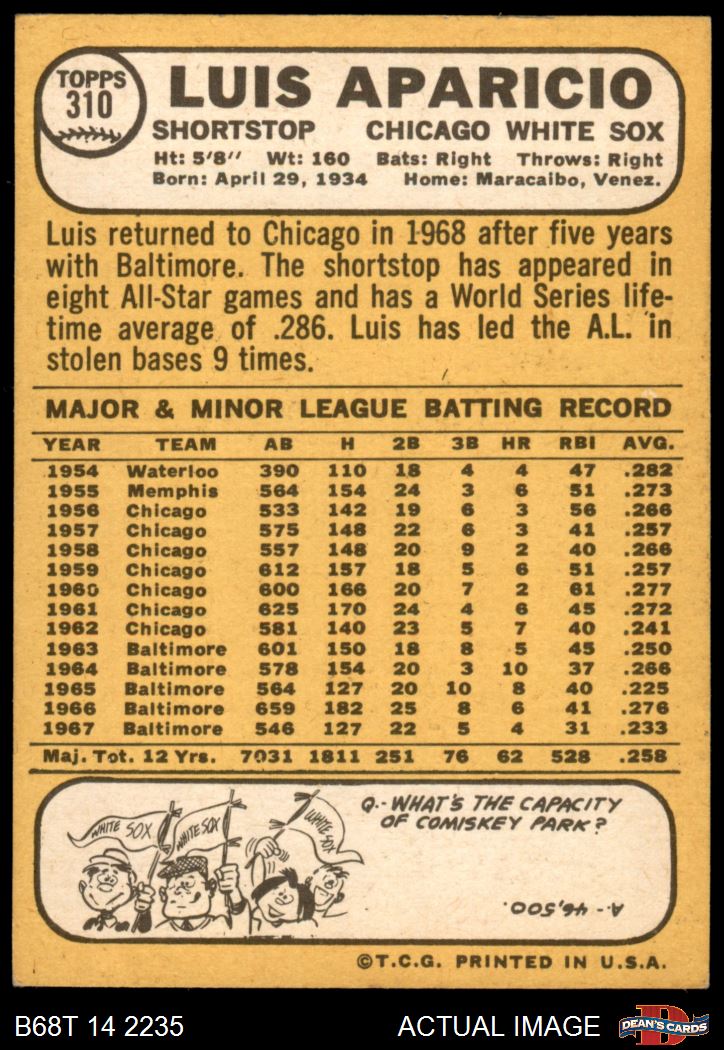 TOPPS
310
LUIS APARICIO
SHORTSTOP CHICAGO WHITE SOX
Ht: 5'8" Wt: 160 Bats: Right Throws: Right
Born: April 29, 1934 Home: Maracaibo, Venez.
Luis returned to Chicago in 1968 after five years
with Baltimore. The shortstop has appeared in
eight All-Star games and has a World Series life-
time average of .286. Luis has led the A.L. in
stolen bases 9 times.
MAJOR & MINOR LEAGUE BATTING RECORD
YEAR TEAM AB H 2B 3B HR RBI AVG.
1954 Waterloo 390 110 18 4 4 47 .282
1955 Memphis 564 154 24 3 6 51 .273
1956 Chicago 533 142 19 6 3 56 .266
1957 Chicago 575 148 22 6 3 41 .257
1958 Chicago 557 148 20 9 2 40 .266
1959 Chicago 612 157 18 5 6 51 .257
1960 Chicago 600 166 20 7 2 61 .277
1961 Chicago 625 170 24 4 6 45 .272
1962 Chicago 581 140 23 5 7 40 .241
1963 Baltimore 601 150 18 8 5 45 .250
1964 Baltimore 578 154 20 3 10 37 .266
1965 Baltimore 564 127 20 10 8 40 .225
1966 Baltimore 659 182 25 8 6 41 .276
1967 Baltimore 546 127 22 5 4 31 .233
Maj. Tot. 12 Yrs. 7031 1811 251 76 62 528 .258
WHITE SOX
WHITE SOX
WHITE SOX
Q.- WHAT'S THE CAPACITY
OF COMISKEY PARK?
A.- 46,500.
©T.C.G. PRINTED IN U.S.A.
B68T 14 2235 ACTUAL IMAGE
D
DEAN'S CARDS